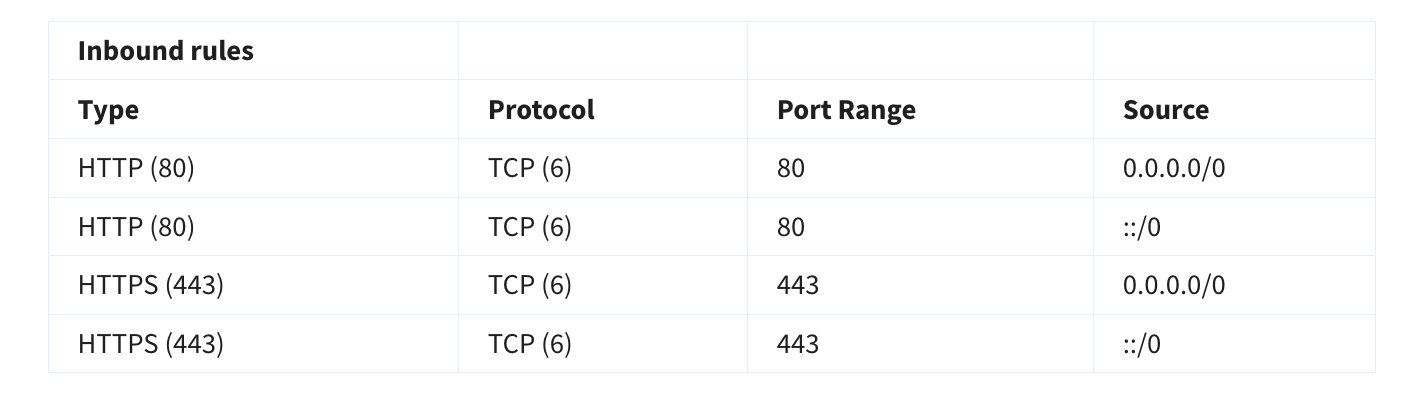 Inbound rules
Type Protocol Port Range Source
HTTP (80) TCP (6) 80 0.0.0.0/0
HTTP (80) TCP (6) 80 ::/0
HTTPS (443) TCP (6) 443 0.0.0.0/0
HTTPS (443) TCP (6) 443 ::/0